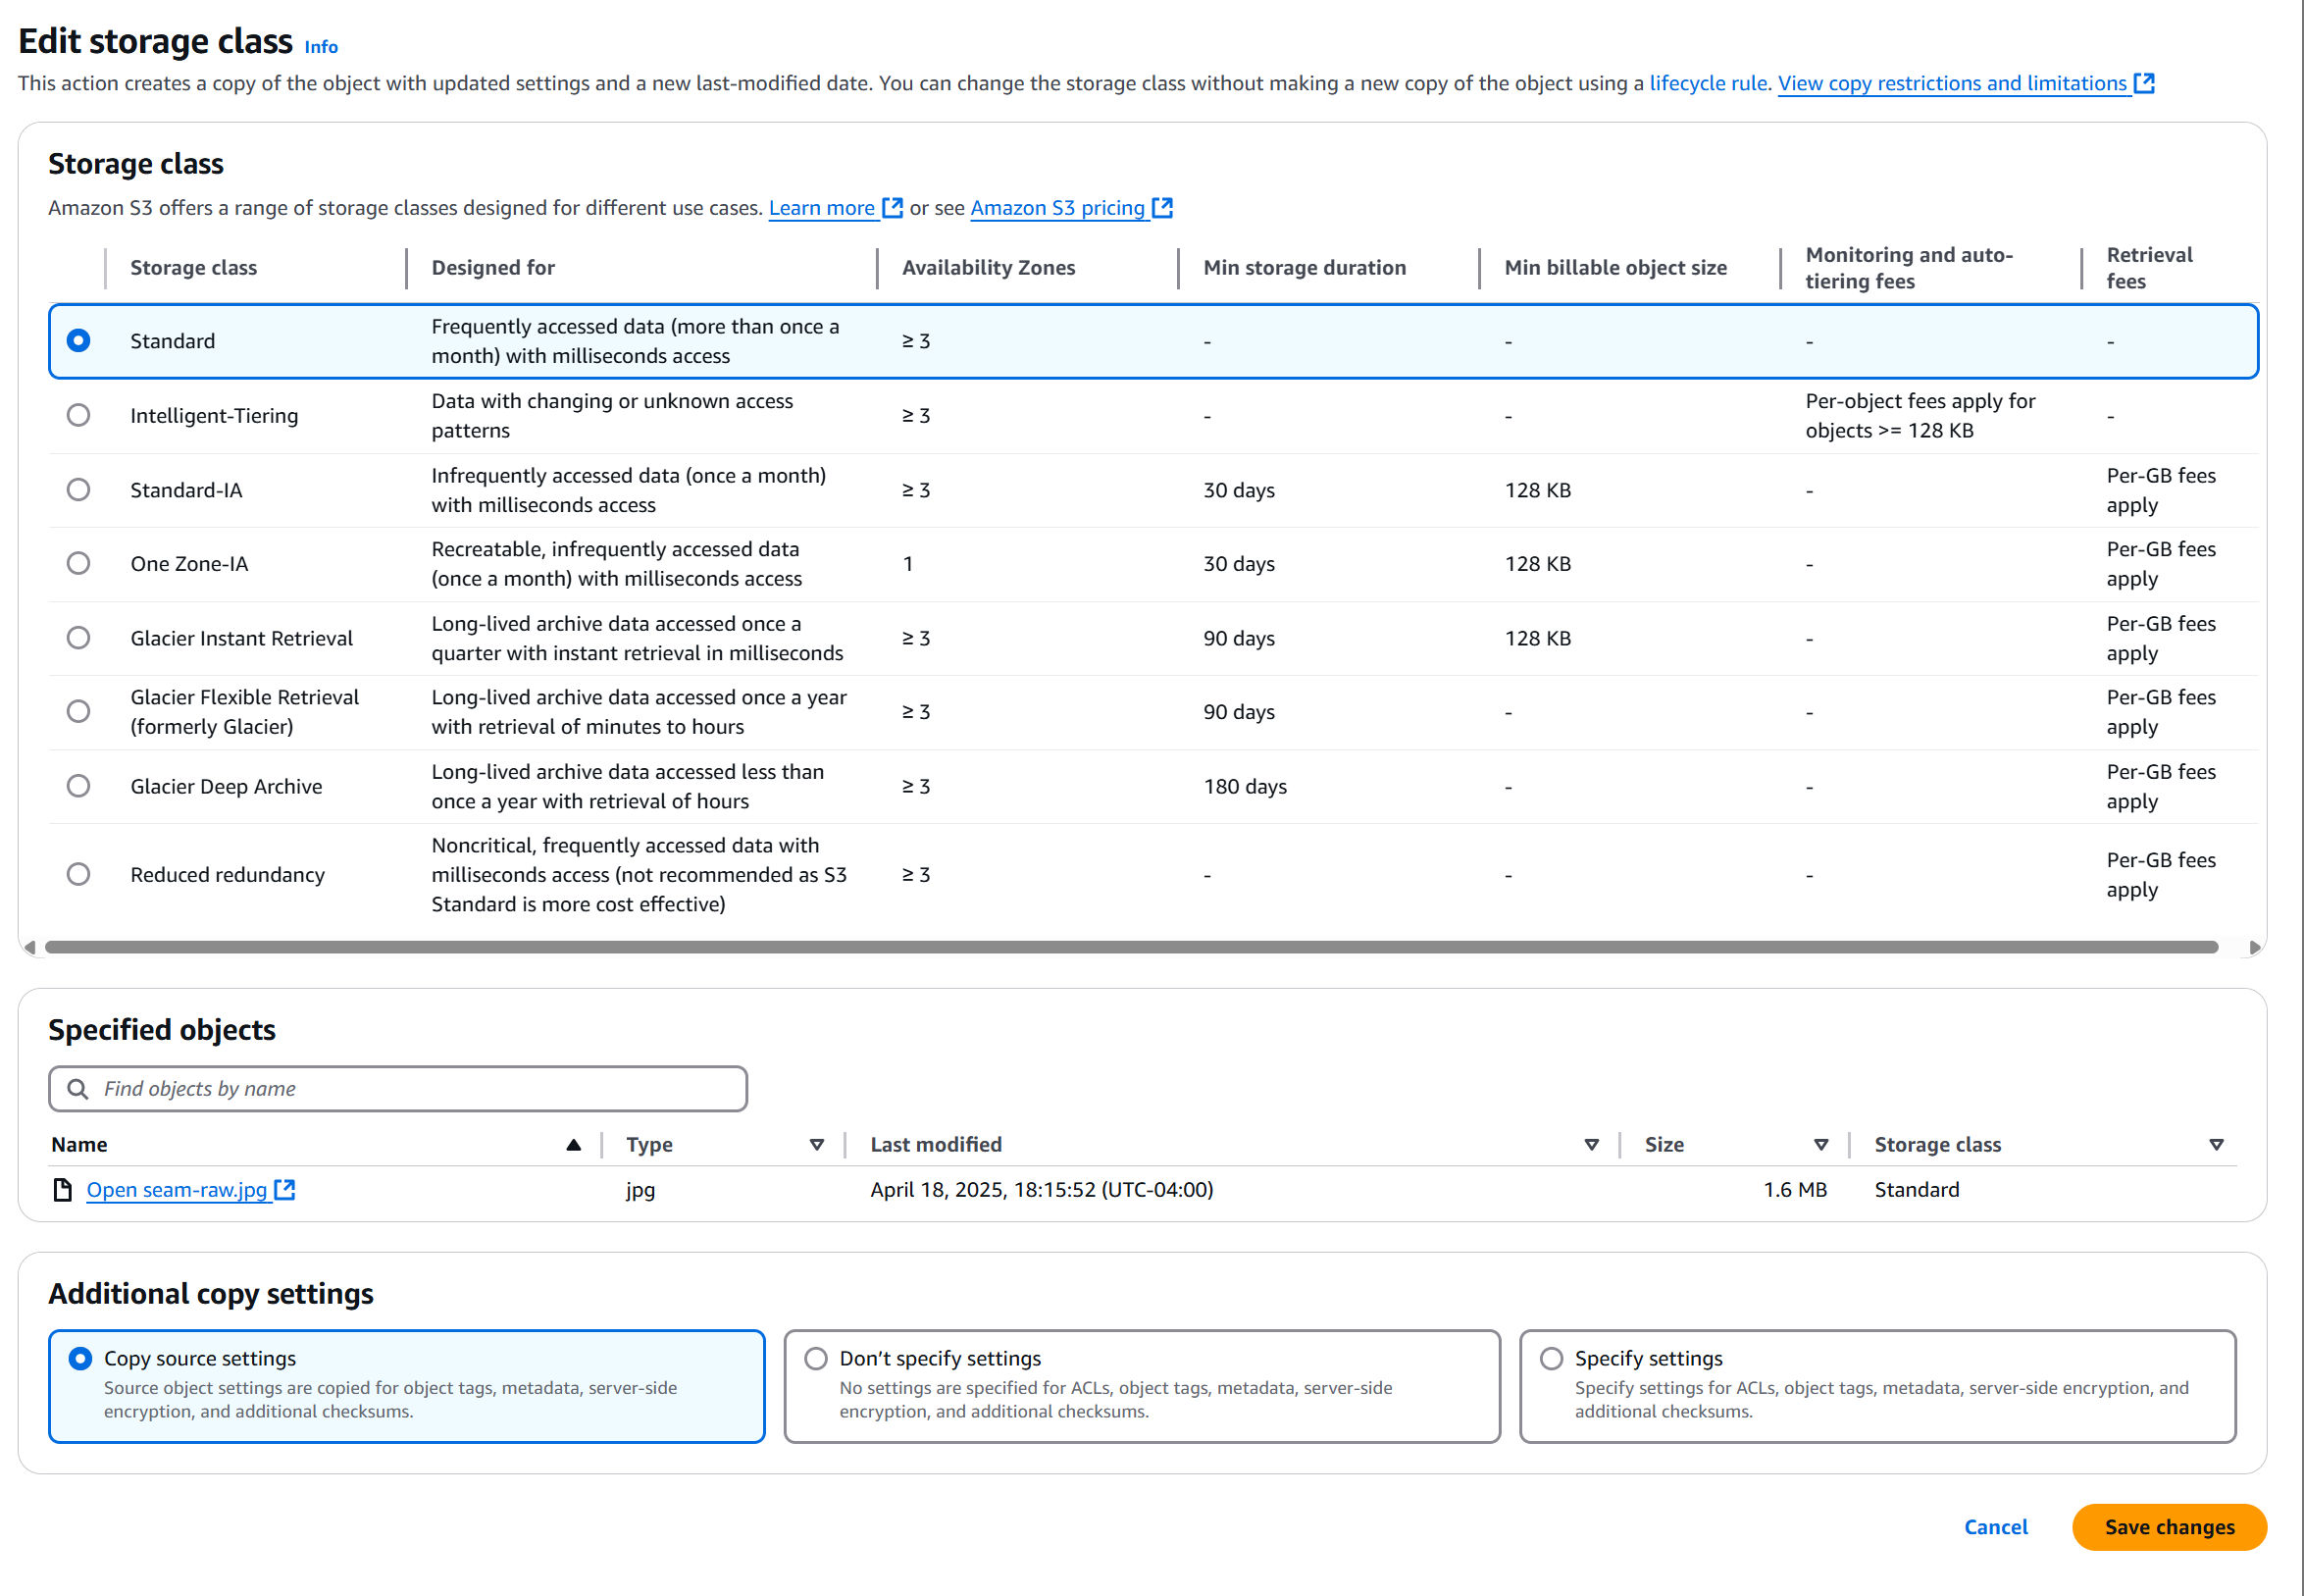 Edit storage class Info
This action creates a copy of the object with updated settings and a new last-modified date. You can change the storage class without making a new copy of the object using a lifecycle rule. View copy restrictions and limitations
Storage class
Amazon S3 offers a range of storage classes designed for different use cases. Learn more or see Amazon S3 pricing
Storage class Designed for Availability Zones Min storage duration Min billable object size Monitoring and auto- Retrieval
tiering fees fees
Frequently accessed data (more than once a
Standard ≥ 3 - - - -
month) with milliseconds access
Data with changing or unknown access Per-object fees apply for
Intelligent-Tiering ≥ 3 - - -
patterns objects >= 128 KB
Infrequently accessed data (once a month) Per-GB fees
Standard-IA ≥ 3 30 days 128 KB -
with milliseconds access apply
Recreatable, infrequently accessed data Per-GB fees
One Zone-IA 1 30 days 128 KB -
(once a month) with milliseconds access apply
Long-lived archive data accessed once a Per-GB fees
Glacier Instant Retrieval ≥ 3 90 days 128 KB -
quarter with instant retrieval in milliseconds apply
Glacier Flexible Retrieval Long-lived archive data accessed once a year Per-GB fees
≥ 3 90 days - -
(formerly Glacier) with retrieval of minutes to hours apply
Long-lived archive data accessed less than Per-GB fees
Glacier Deep Archive ≥ 3 180 days - -
once a year with retrieval of hours apply
Noncritical, frequently accessed data with
Per-GB fees
Reduced redundancy milliseconds access (not recommended as S3 ≥ 3 - - -
apply
Standard is more cost effective)
Specified objects
Find objects by name
Name Type Last modified Size Storage class
Open seam-raw.jpg jpg April 18, 2025, 18:15:52 (UTC-04:00) 1.6 MB Standard
Additional copy settings
Copy source settings
Source object settings are copied for object tags, metadata, server-side
encryption, and additional checksums.
Don't specify settings
No settings are specified for ACLs, object tags, metadata, server-side
encryption, and additional checksums.
Specify settings
Specify settings for ACLs, object tags, metadata, server-side encryption, and
additional checksums.
Cancel Save changes